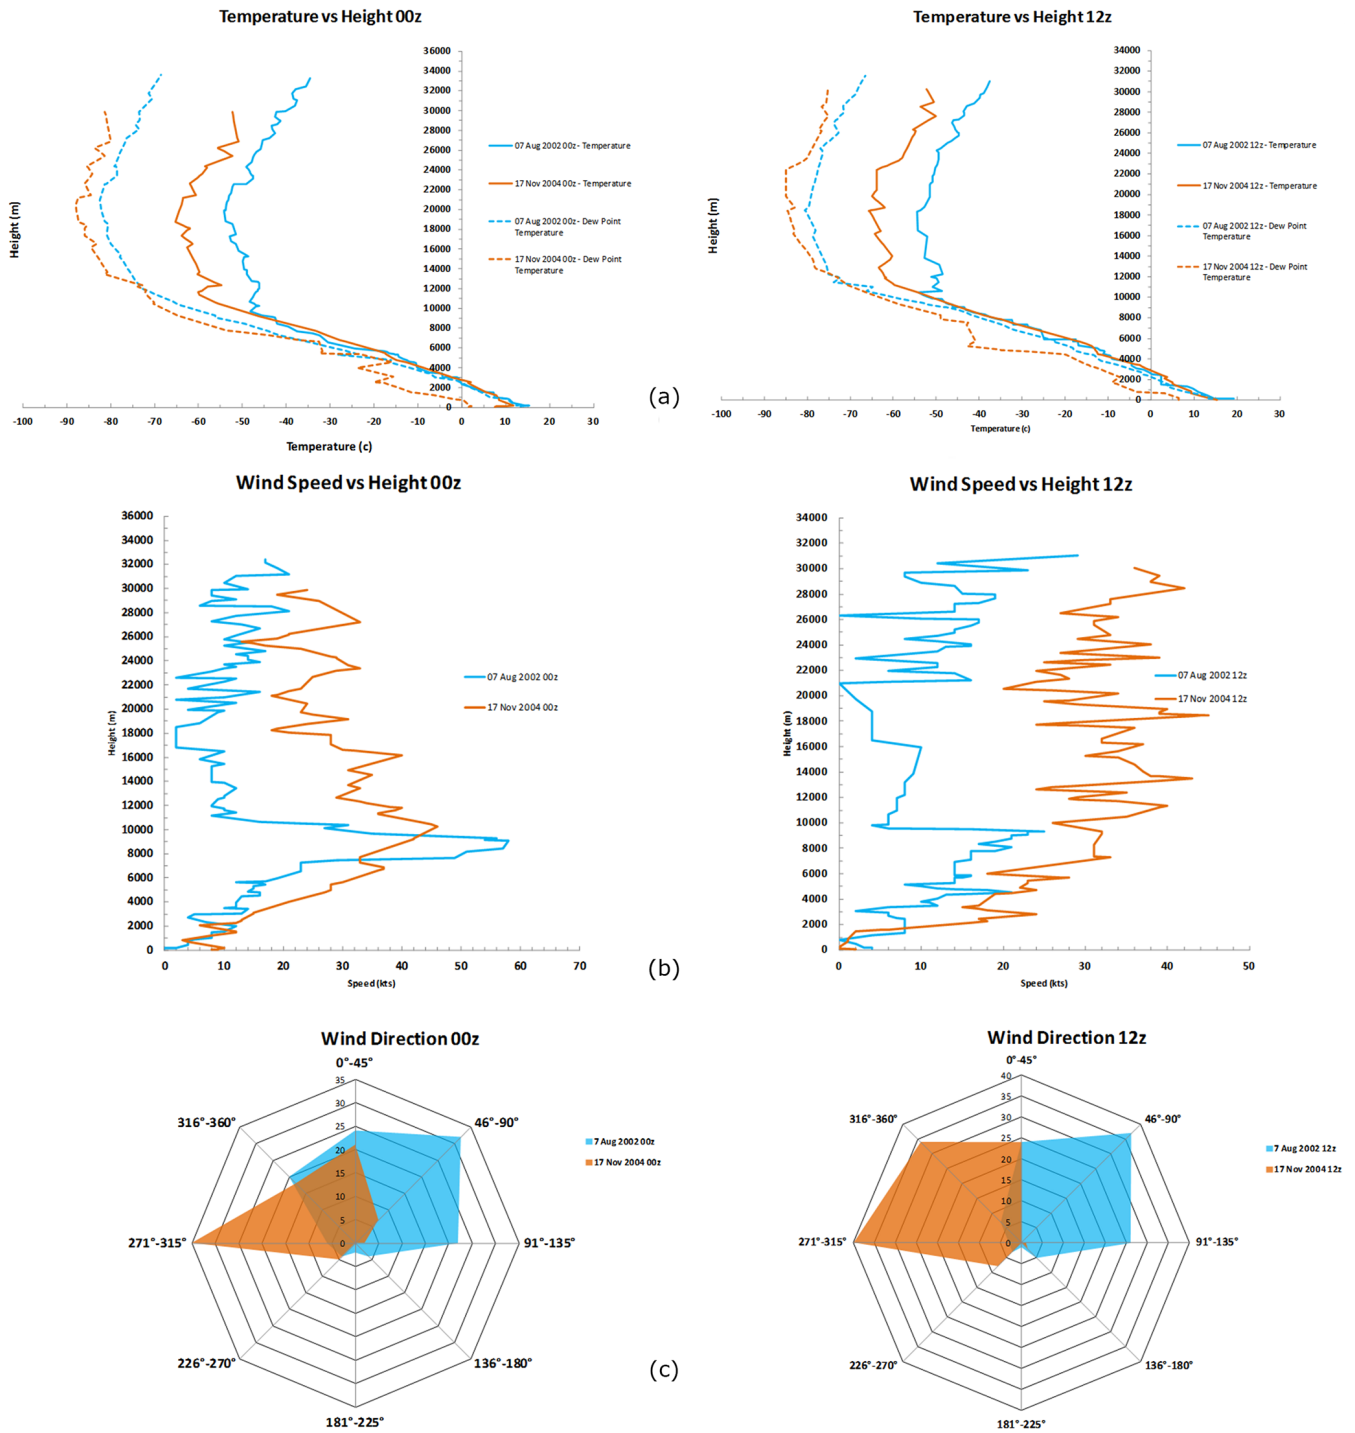 Temperature vs Height 00z
Height (m)
36000
34000
32000
30000
28000
26000
24000
22000
20000
18000
16000
14000
12000
10000
8000
6000
4000
2000
0
-100 -90 -80 -70 -60 -50 -40 -30 -20 -10 0 10 20 30
Temperature (c)
07 Aug 2002 00z - Temperature
17 Nov 2004 00z - Temperature
07 Aug 2002 00z - Dew Point
Temperature
17 Nov 2004 00z - Dew Point
Temperature
Temperature vs Height 12z
Height (m)
34000
32000
30000
28000
26000
24000
22000
20000
18000
16000
14000
12000
10000
8000
6000
4000
2000
0
-100 -90 -80 -70 -60 -50 -40 -30 -20 -10 0 10 20 30
Temperature (c)
07 Aug 2002 12z - Temperature
17 Nov 2004 12z - Temperature
07 Aug 2002 12z - Dew Point
Temperature
17 Nov 2004 12z - Dew Point
Temperature
(a)
Wind Speed vs Height 00z
Height (m)
36000
34000
32000
30000
28000
26000
24000
22000
20000
18000
16000
14000
12000
10000
8000
6000
4000
2000
0
0 10 20 30 40 50 60 70
Speed (kts)
07 Aug 2002 00z
17 Nov 2004 00z
Wind Speed vs Height 12z
Height (m)
34000
32000
30000
28000
26000
24000
22000
20000
18000
16000
14000
12000
10000
8000
6000
4000
2000
0
0 10 20 30 40 50
Speed (kts)
07 Aug 2002 12z
17 Nov 2004 12z
(b)
Wind Direction 00z
0°-45°
46°-90°
91°-135°
136°-180°
181°-225°
226°-270°
271°-315°
316°-360°
35
30
25
20
15
10
5
0
7 Aug 2002 00z
17 Nov 2004 00z
Wind Direction 12z
0°-45°
46°-90°
91°-135°
136°-180°
181°-225°
226°-270°
271°-315°
316°-360°
40
35
30
25
20
15
10
5
0
7 Aug 2002 12z
17 Nov 2004 12z
(c)